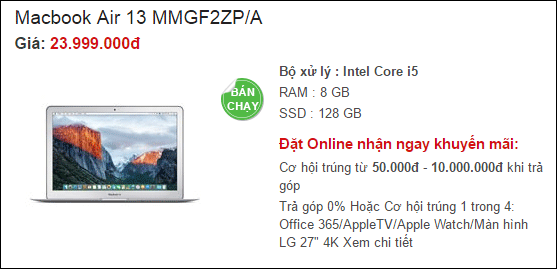 Macbook Air 13 MMGF2ZP/A
Giá: 23.999.000đ
BÁN
CHẠY
Bộ xử lý : Intel Core i5
RAM : 8 GB
SSD : 128 GB
Đặt Online nhận ngay khuyến mãi:
Cơ hội trúng từ 50.000đ - 10.000.000đ khi trả
góp
Trả góp 0% Hoặc Cơ hội trúng 1 trong 4:
Office 365/AppleTV/Apple Watch/Màn hình
LG 27" 4K Xem chi tiết